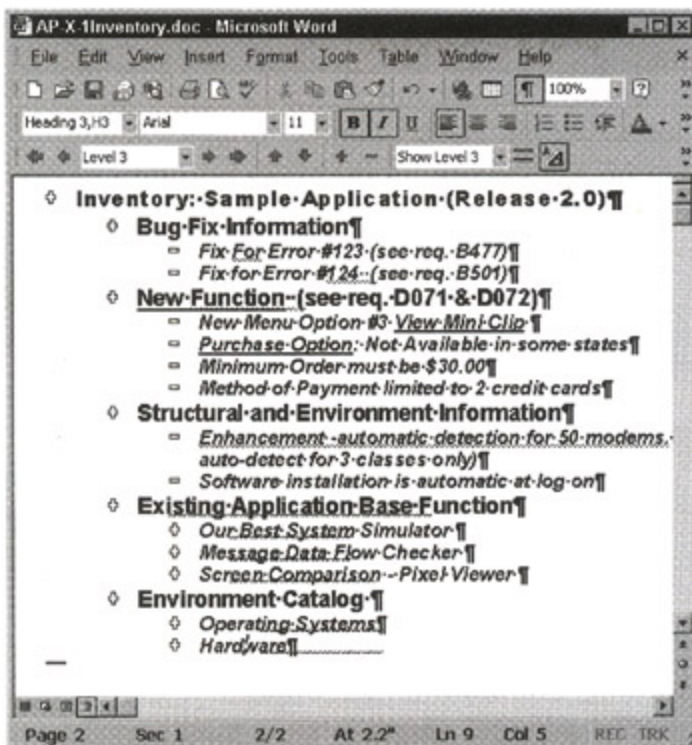 AP-X-1Inventory.doc - Microsoft Word
File Edit View Insert Format Tools Table Window Help
100%
Heading 3,H3 Arial 11 B I U A
Level 3 Show Level 3
Inventory:·Sample·Application·(Release·2.0)¶
Bug·Fix·Information¶
Fix·For·Error·#123·(see·req.·B477)¶
Fix·for·Error·#124··(see·req.·B501)¶
New·Function·-(see·req.·D071·&·D072)¶
New·Menu·Option·#3·View·Mini·Clip·¶
Purchase·Option:·Not·Available·in·some·states¶
Minimum·Order·must·be·$30.00¶
Method·of·Payment·limited·to·2·credit·cards¶
Structural·and·Environment·Information¶
Enhancement·-automatic·detection·for·50·modems.·
auto-detect·for·3·classes·only)¶
Software·installation·is·automatic·at·log·on¶
Existing·Application·Base·Function¶
Our·Best·System·Simulator·¶
Message·Data·Flow·Checker·¶
Screen·Comparison·-·Pixel·Viewer·¶
Environment·Catalog·¶
Operating·Systems¶
Hardware¶
Page 2 Sec 1 2/2 At 2.2" Ln 9 Col 5 REC TRK